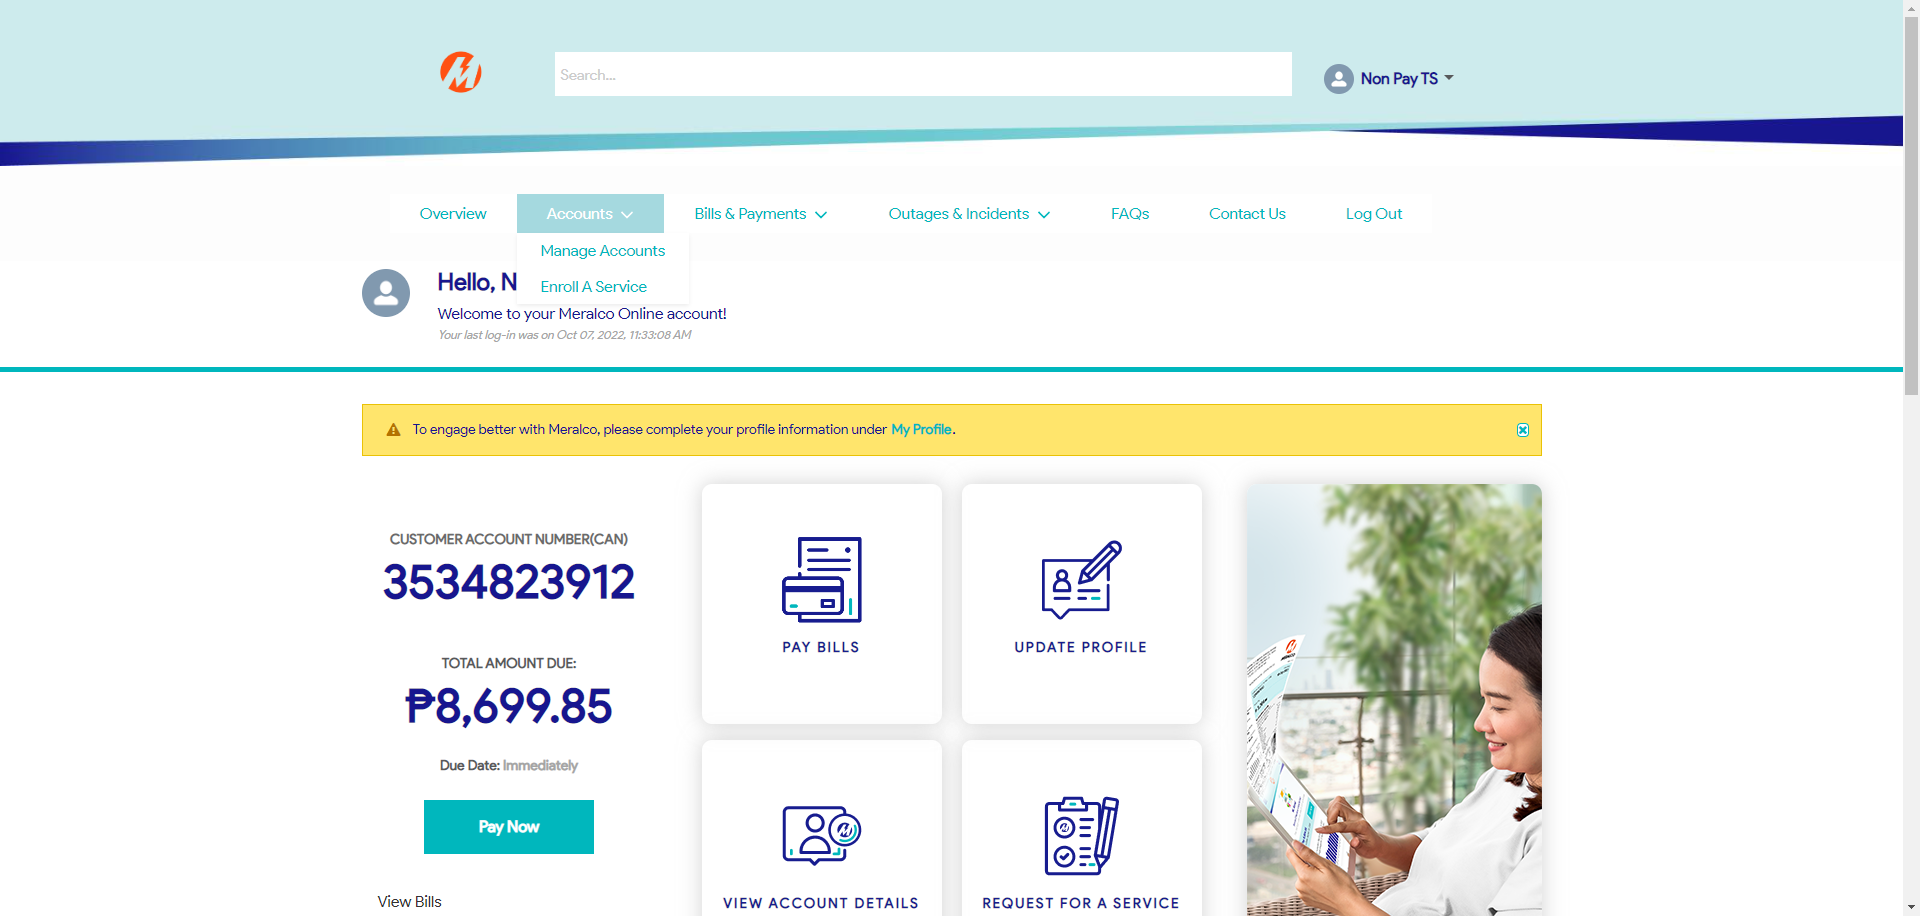 Search...
Non Pay TS
Overview
Accounts
Bills & Payments
Outages & Incidents
FAQs
Contact Us
Log Out
Manage Accounts
Enroll A Service
Hello, N
Welcome to your Meralco Online account!
Your last log-in was on Oct 07, 2022, 11:33:08 AM
To engage better with Meralco, please complete your profile information under My Profile.
CUSTOMER ACCOUNT NUMBER(CAN)
3534823912
TOTAL AMOUNT DUE:
₱8,699.85
Due Date: Immediately
Pay Now
View Bills
PAY BILLS
UPDATE PROFILE
VIEW ACCOUNT DETAILS
REQUEST FOR A SERVICE